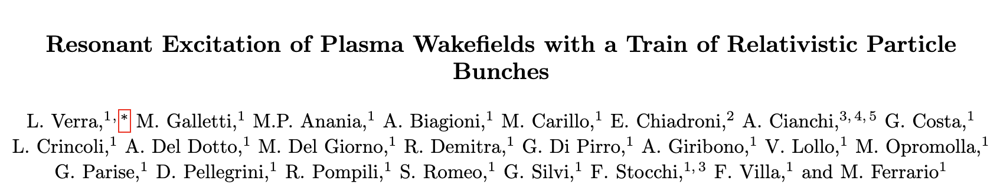 Resonant Excitation of Plasma Wakefields with a Train of Relativistic Particle
Bunches
L. Verra,1,* M. Galletti,1 M.P. Anania,1 A. Biagioni,1 M. Carillo,1 E. Chiadroni,2 A. Cianchi,3,4,5 G. Costa,1
L. Crincoli,1 A. Del Dotto,1 M. Del Giorno,1 R. Demitra,1 G. Di Pirro,1 A. Giribono,1 V. Lollo,1 M. Opromolla,1
G. Parise,1 D. Pellegrini,1 R. Pompili,1 S. Romeo,1 G. Silvi,1 F. Stocchi,1,3 F. Villa,1 and M. Ferrario1